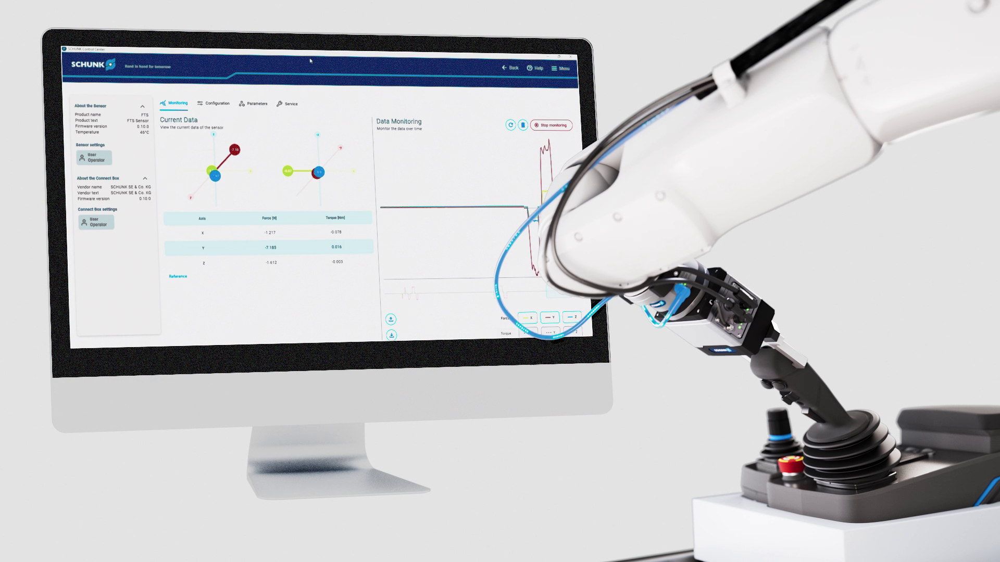 SCHUNK Control Center
SCHUNK
Hand in hand for tomorrow
Back
Help
Menu
About the Sensor
Product name FTS
Product text FTS Sensor
Firmware version 0.10.0
Temperature 46°C
Sensor settings
User
Operator
About the Connect Box
Vendor name SCHUNK SE & Co. KG
Vendor text SCHUNK SE & Co. KG
Firmware version 0.10.0
Connect Box settings
User
Operator
Monitoring
Configuration
Parameters
Service
Current Data
View the current data of the sensor
-7.18
-0.07
0.0
Axis Force [N] Torque [Nm]
X -1.217 -0.078
Y -7.185 0.016
Z -1.612 -0.003
Reference
Data Monitoring
Monitor the data over time
Stop monitoring
X Y Z
Torque Y Z
SCHUNK